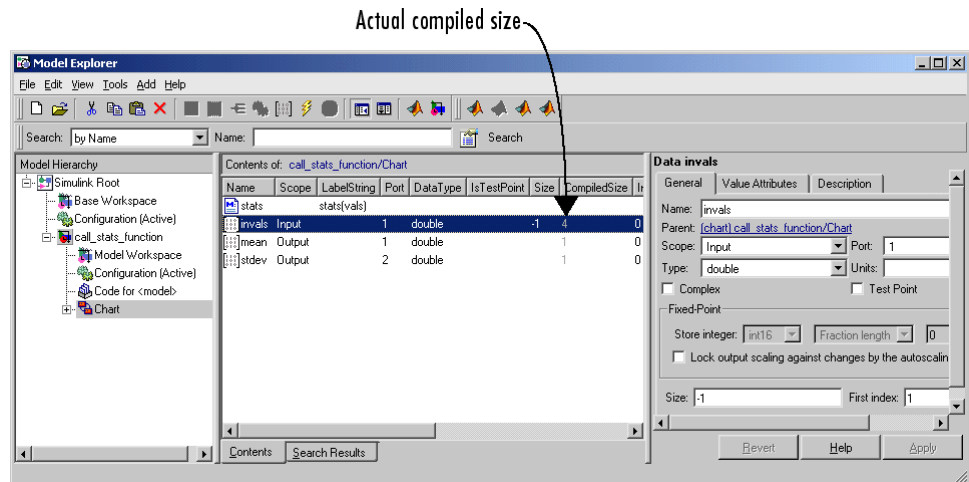 Actual compiled size
Model Explorer
File Edit View Tools Add Help
Search: by Name Name: Search
Model Hierarchy
Simulink Root
Base Workspace
Configuration (Active)
call_stats_function
Model Workspace
Configuration (Active)
Code for <model>
Chart
Contents of: call_stats_function/Chart
Name Scope LabelString Port DataType IsTestPoint Size CompiledSize
stats stats(vals)
invals Input 1 double -1 4 0
mean Output 1 double 1 0
stdev Output 2 double 1 0
Contents Search Results
Data invals
General Value Attributes Description
Name: invals
Parent: (chart) call_stats_function/Chart
Scope: Input Port: 1
Type: double Units:
Complex Test Point
Fixed-Point
Store integer: int16 Fraction length 0
Lock output scaling against changes by the autoscalin
Size: -1 First index: 1
Revert Help Apply